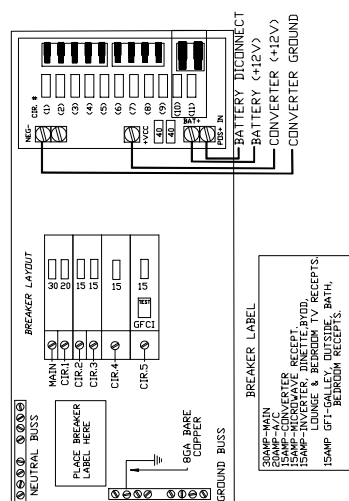 CIR. #
(1)
(2)
(3)
(4)
(5)
(6)
(7)
(8)
(9)
(10)
(11)
NEG-
+VCC
40
40
BAT+
POS+ IN
BATTERY DICONNECT
BATTERY (+12V)
CONVERTER (+12V)
CONVERTER GROUND
BREAKER LAYOUT
30
20
15
15
15
15
TEST
GFCI
MAIN
CIR.1
CIR.2
CIR.3
CIR.4
CIR.5
NEUTRAL BUSS
PLACE BREAKER
LABEL HERE
8GA BARE
COPPER
GROUND BUSS
BREAKER LABEL
30AMP-MAIN
20AMP-A/C
15AMP-CONVERTER
15AMP-MICROWAVE RECEPT.
15AMP-INVERTER, DINETTE,BYOD,
LOUNGE & BEDROOM TV RECEPTS.
15AMP GFI-GALLEY, OUTSIDE, BATH,
BEDROOM RECEPTS.